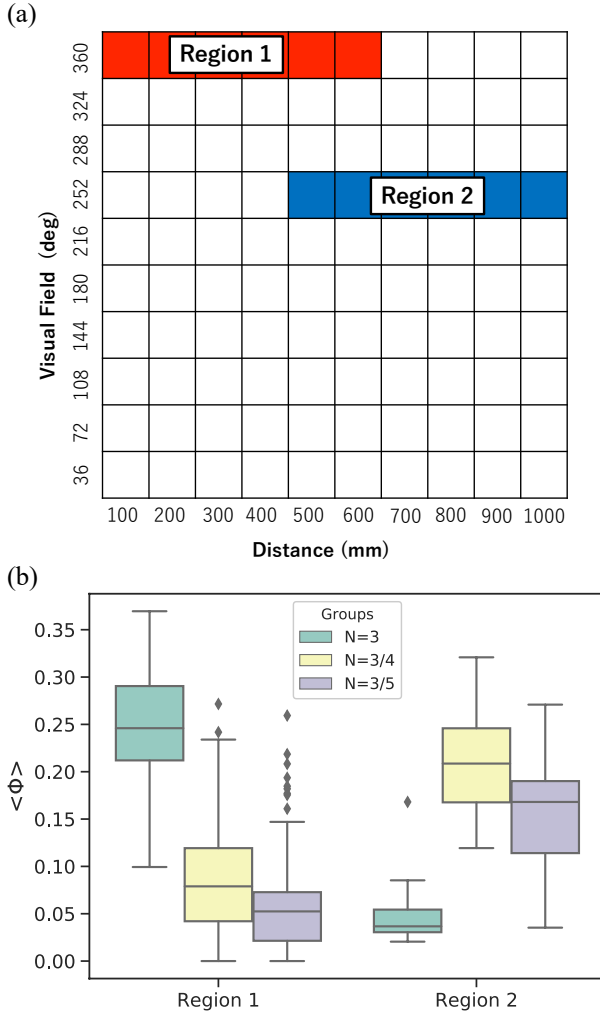 (a)
Region 1
Region 2
360
324
288
252
216
180
144
108
72
36
Visual Field (deg)
100 200 300 400 500 600 700 800 900 1000
Distance (mm)
(b)
Groups
N=3
N=3/4
N=3/5
0.35
0.30
0.25
0.20
0.15
0.10
0.05
0.00
<Φ>
Region 1 Region 2